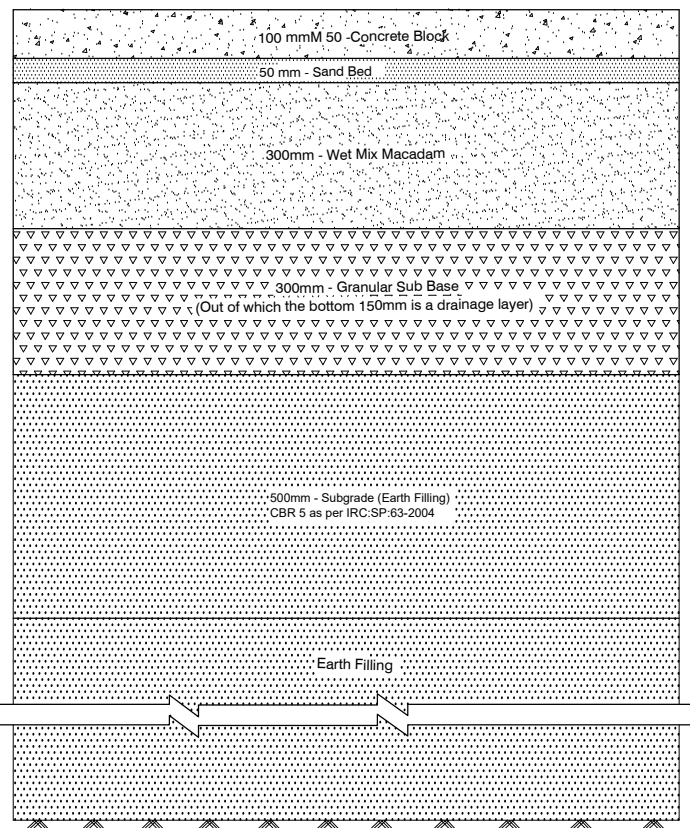 100 mmM 50 -Concrete Block
50 mm - Sand Bed
300mm - Wet Mix Macadam
300mm - Granular Sub Base
(Out of which the bottom 150mm is a drainage layer)
500mm - Subgrade (Earth Filling)
CBR 5 as per IRC:SP:63-2004
Earth Filling